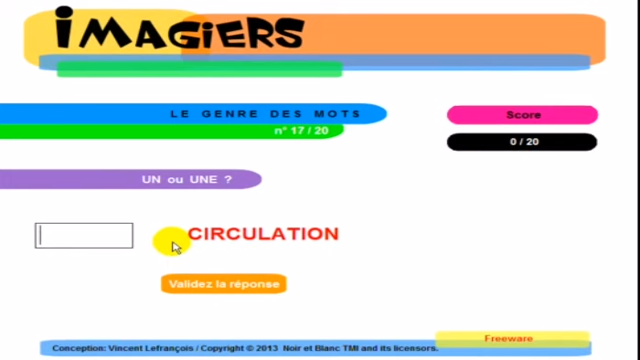 iMAGiERS
LE GENRE DES MOTS
n° 17 / 20
Score
0 / 20
UN ou UNE ?
CIRCULATION
Validez la réponse
Freeware
Conception: Vincent Lefrançois / Copyright © 2013 Noir et Blanc TMI and its licensors.